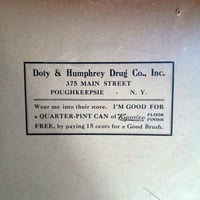 Doty & Humphrey Drug Co., Inc.
375 MAIN STREET
POUGHKEEPSIE - N. Y.
Wear me into their store. I'M GOOD FOR
a QUARTER-PINT CAN of Kyanize FLOOR FINISH
FREE, by paying 15 cents for a Good Brush.